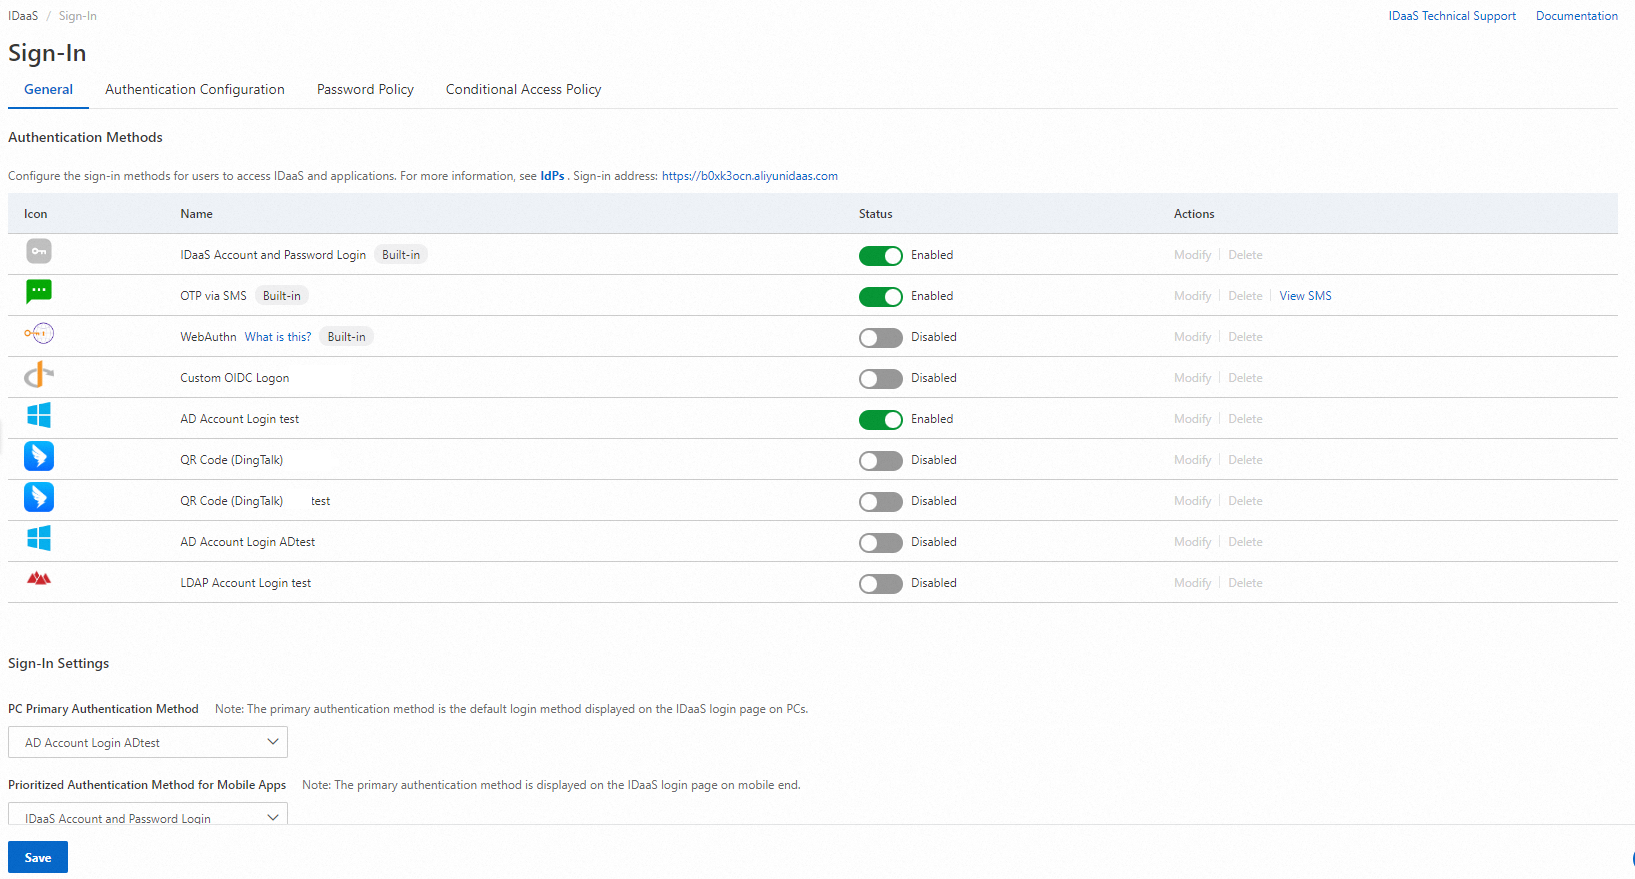 IDaaS / Sign-In
IDaaS Technical Support Documentation
Sign-In
General Authentication Configuration Password Policy Conditional Access Policy
Authentication Methods
Configure the sign-in methods for users to access IDaaS and applications. For more information, see IdPs . Sign-in address: https://b0xk3ocn.aliyunidaas.com
Icon Name Status Actions
IDaaS Account and Password Login Built-in Enabled Modify Delete
OTP via SMS Built-in Enabled Modify Delete View SMS
WebAuthn What is this? Built-in Disabled Modify Delete
Custom OIDC Logon Disabled Modify Delete
AD Account Login test Enabled Modify Delete
QR Code (DingTalk) Disabled Modify Delete
QR Code (DingTalk) test Disabled Modify Delete
AD Account Login ADtest Disabled Modify Delete
LDAP Account Login test Disabled Modify Delete
Sign-In Settings
PC Primary Authentication Method Note: The primary authentication method is the default login method displayed on the IDaaS login page on PCs.
AD Account Login ADtest
Prioritized Authentication Method for Mobile Apps Note: The primary authentication method is displayed on the IDaaS login page on mobile end.
IDaaS Account and Password Login
Save